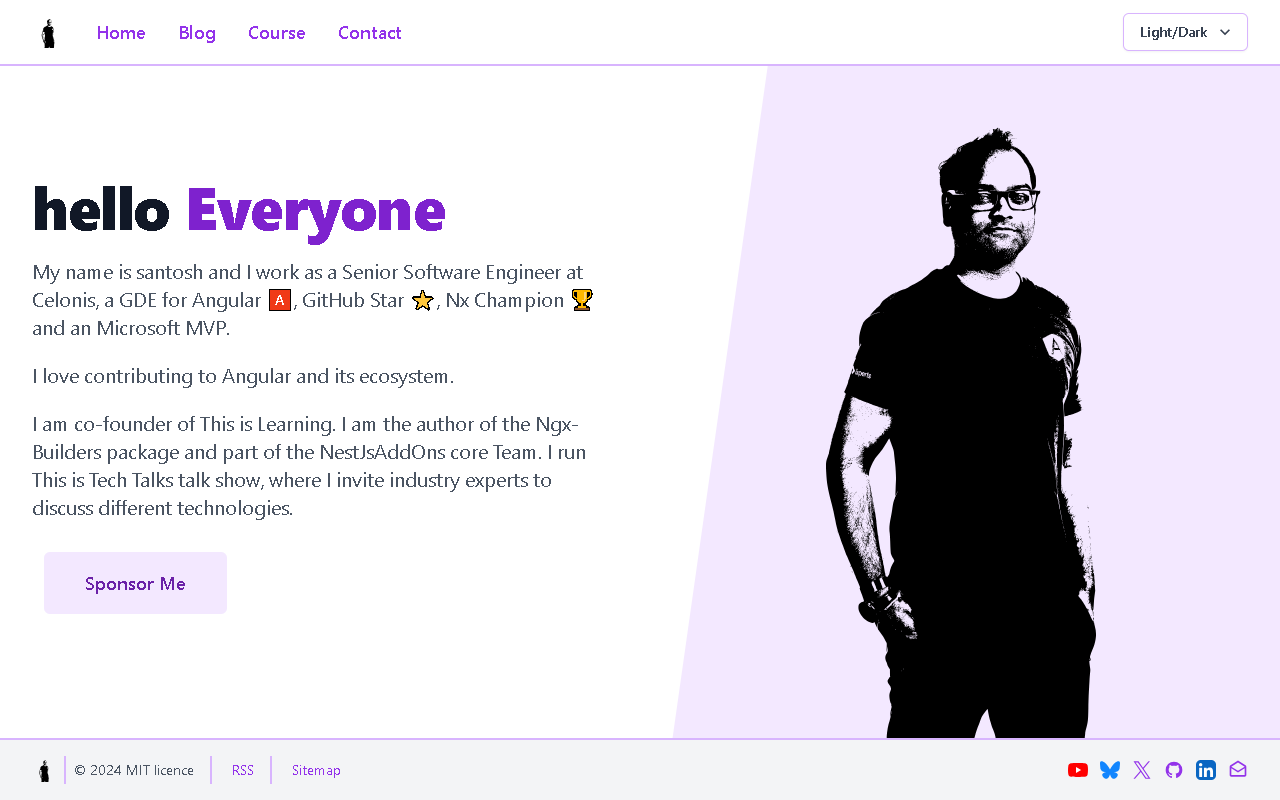 Home Blog Course Contact Light/Dark
hello Everyone
My name is santosh and I work as a Senior Software Engineer at
Celonis, a GDE for Angular 🅰️, GitHub Star ⭐, Nx Champion 🏆
and an Microsoft MVP.
I love contributing to Angular and its ecosystem.
I am co-founder of This is Learning. I am the author of the Ngx-
Builders package and part of the NestJsAddOns core Team. I run
This is Tech Talks talk show, where I invite industry experts to
discuss different technologies.
Sponsor Me
© 2024 MIT licence RSS Sitemap